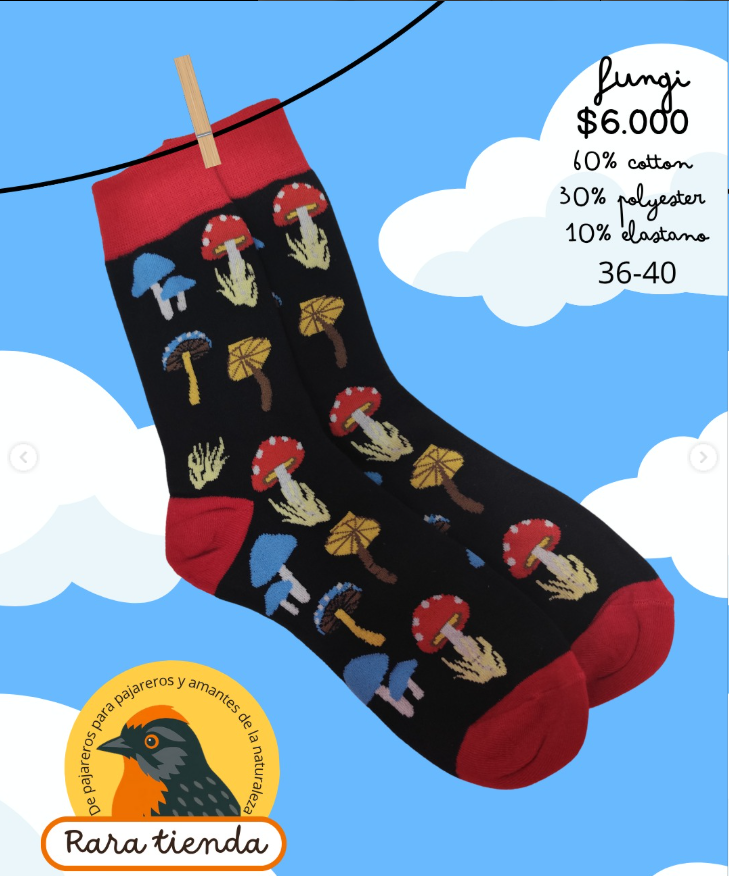 fungi
$6.000
60% cotton
30% polyester
10% elastano
36-40
De pajareros para pajareros y amantes de la naturaleza
Rara tienda